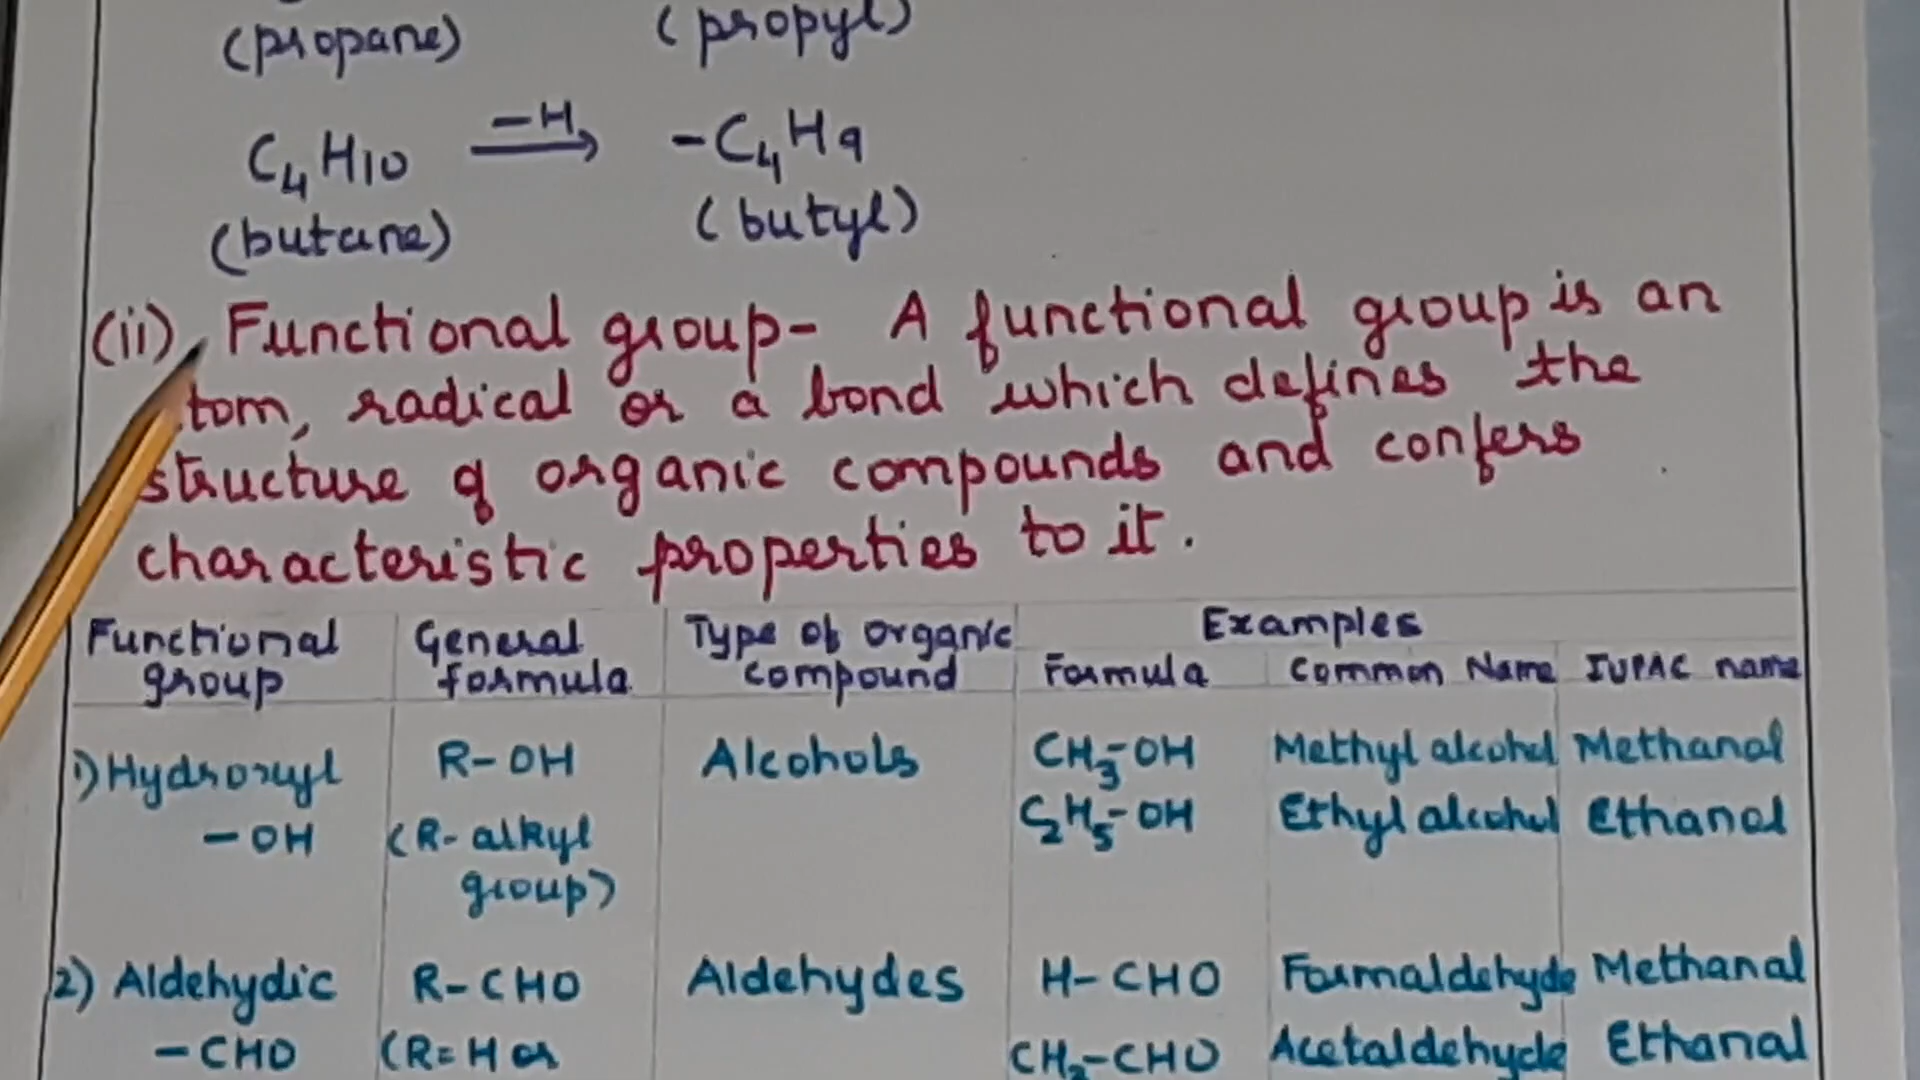 (propane) (propyl)
C₄H₁₀ —H→ -C₄H₉
(butane) (butyl)
(ii) Functional group- A functional group is an
tom, radical or a bond which defines the
structure of organic compounds and confers
characteristic properties to it.
Functional group General formula Type of organic compound Examples
Formula Common Name IUPAC name
1) Hydroxyl R-OH Alcohols CH₃-OH Methyl alcohol Methanol
-OH (R- alkyl C₂H₅-OH Ethyl alcohol Ethanol
group)
2) Aldehydic R-CHO Aldehydes H-CHO Formaldehyde Methanal
-CHO (R=H or CH₃-CHO Acetaldehyde Ethanal